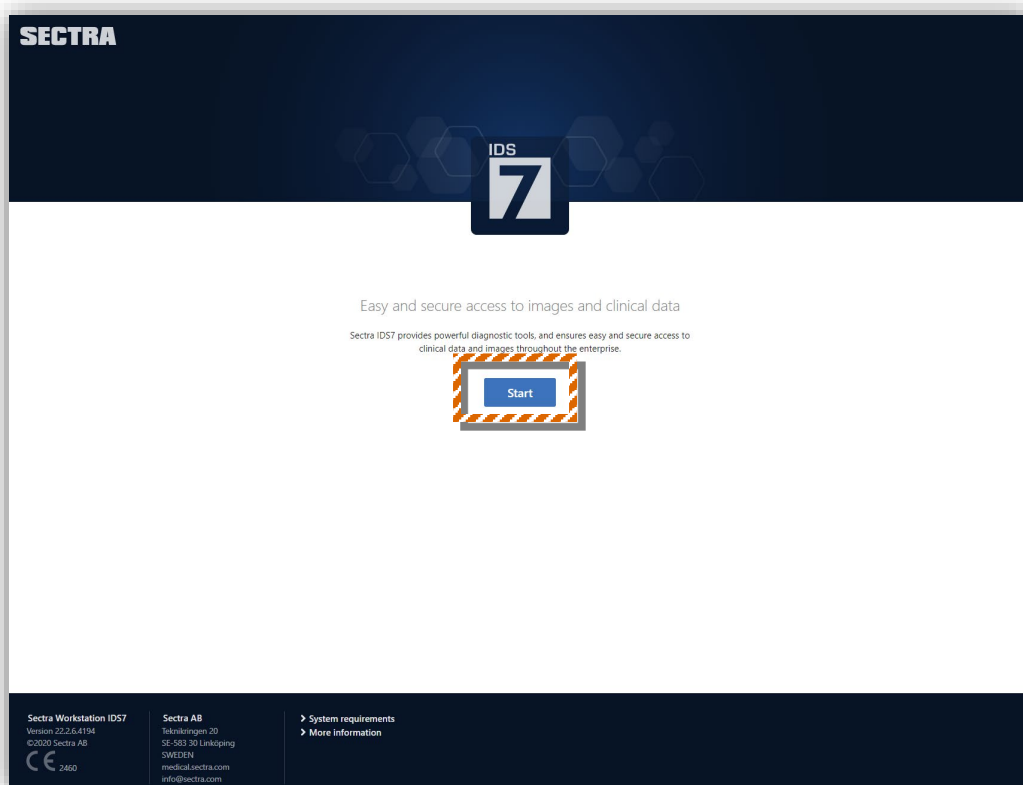 SECTRA
IDS
7
Easy and secure access to images and clinical data
Sectra IDS7 provides powerful diagnostic tools, and ensures easy and secure access to
clinical data and images throughout the enterprise.
Start
Sectra Workstation IDS7
Version 22.2.6.4194
©2020 Sectra AB
CE 2460
Sectra AB
Teknikringen 20
SE-583 30 Linköping
SWEDEN
medical.sectra.com
info@sectra.com
System requirements
More information